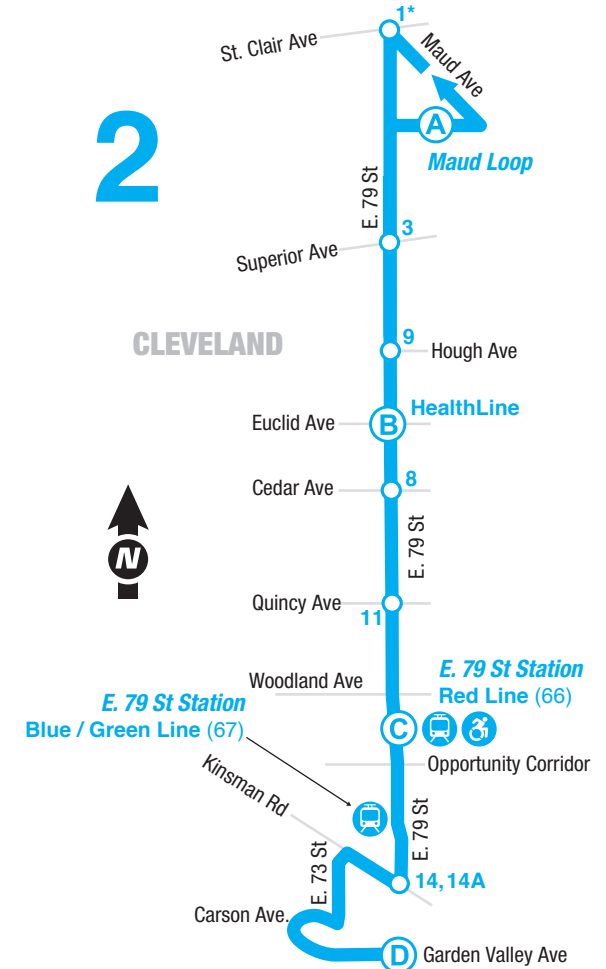 1*
St. Clair Ave
Maud Ave
2
A
Maud Loop
E. 79 St
3
Superior Ave
CLEVELAND
9
Hough Ave
HealthLine
Euclid Ave
B
Cedar Ave
8
E. 79 St
N
Quincy Ave
11
Woodland Ave
E. 79 St Station
Red Line (66)
E. 79 St Station
Blue / Green Line (67)
C
Opportunity Corridor
Kinsman Rd
E. 79 St
E. 73 St
14, 14A
Carson Ave.
D
Garden Valley Ave